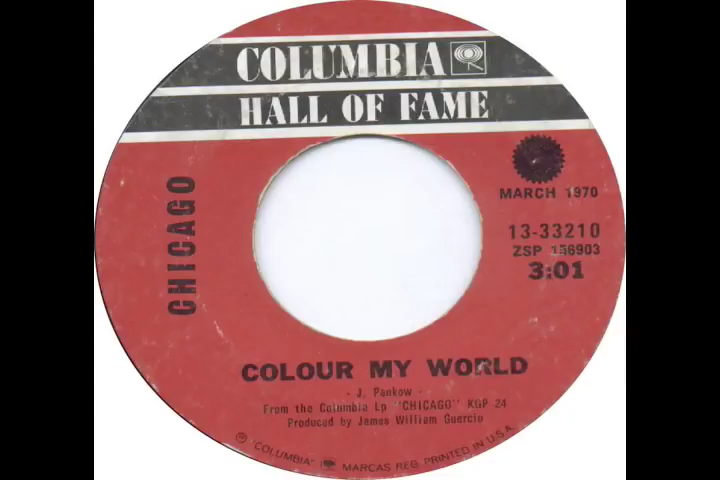 COLUMBIA
HALL OF FAME
CHICAGO
MARCH 1970
13-33210
ZSP 156903
3:01
COLOUR MY WORLD
- J. Pankow -
From the Columbia Lp "CHICAGO" KGP 24
Produced by James William Guercio
℗ "COLUMBIA" MARCAS REG. PRINTED IN U.S.A.